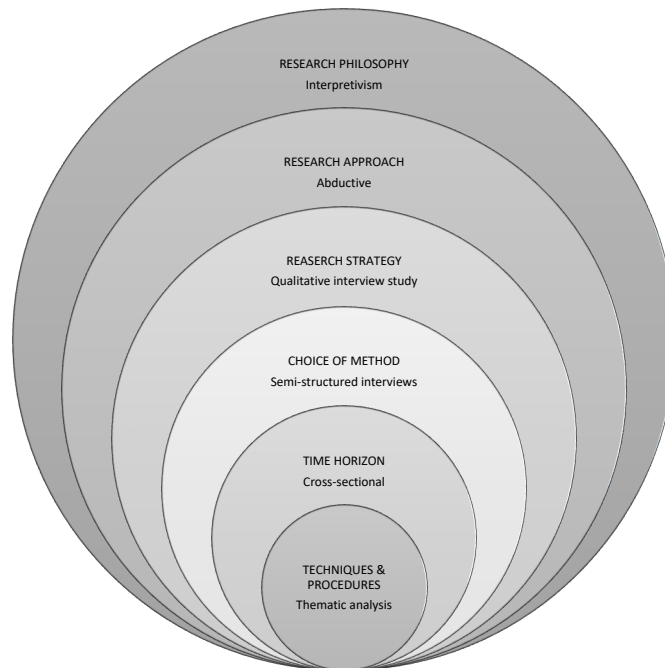 RESEARCH PHILOSOPHY
Interpretivism
RESEARCH APPROACH
Abductive
REASERCH STRATEGY
Qualitative interview study
CHOICE OF METHOD
Semi-structured interviews
TIME HORIZON
Cross-sectional
TECHNIQUES &
PROCEDURES
Thematic analysis